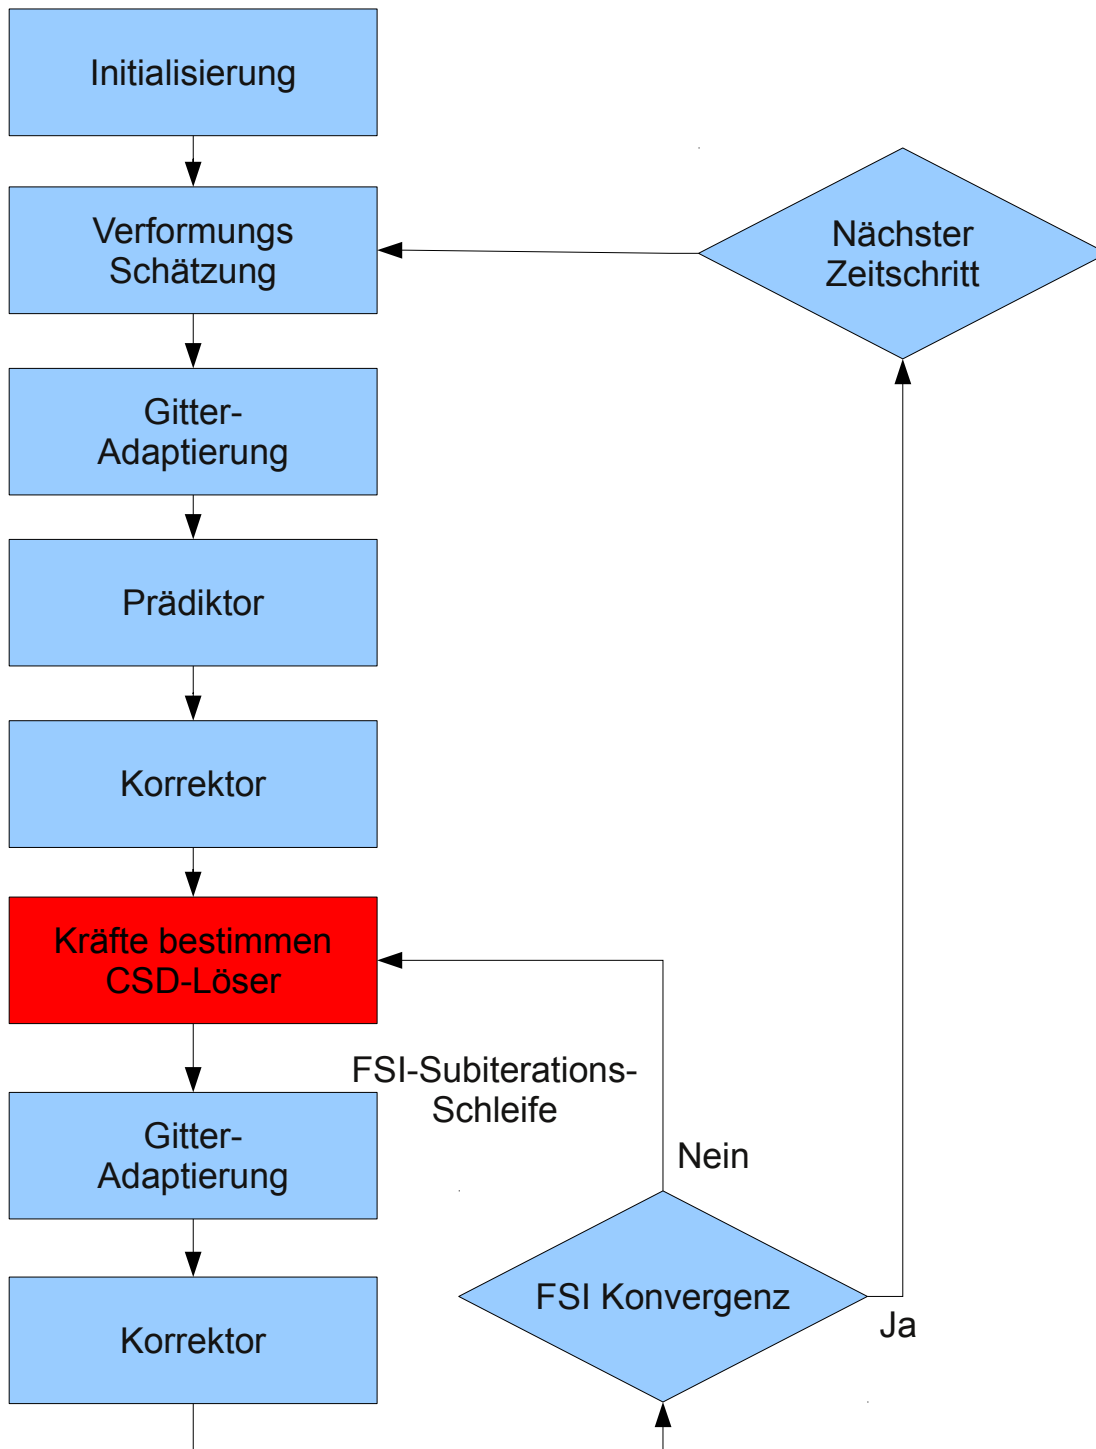 Initialisierung
Verformungs
Schätzung
Nächster
Zeitschritt
Gitter-
Adaptierung
Prädiktor
Korrektor
Kräfte bestimmen
CSD-Löser
FSI-Subiterations-
Schleife
Gitter-
Adaptierung
Nein
FSI Konvergenz
Ja
Korrektor